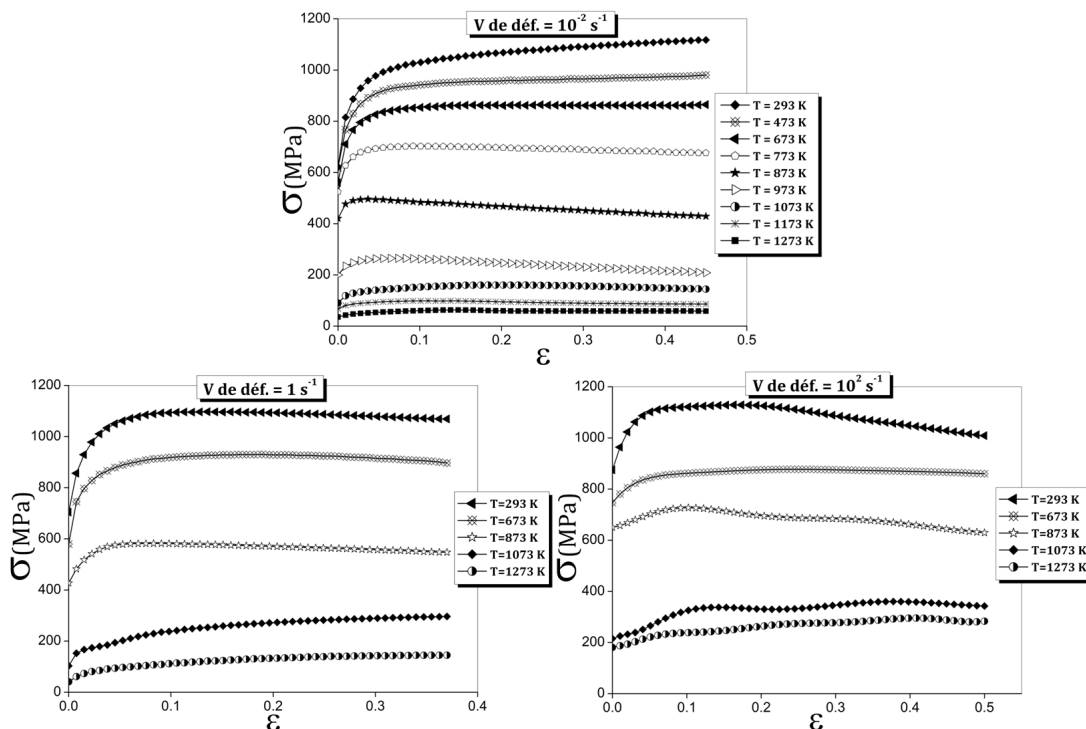 V de déf. = 10⁻² s⁻¹
1200
1000
800
600
400
200
0
σ(MPa)
0.0 0.1 0.2 0.3 0.4 0.5
ε
T = 293 K
T = 473 K
T = 673 K
T = 773 K
T = 873 K
T = 973 K
T = 1073 K
T = 1173 K
T = 1273 K
V de déf. = 1 s⁻¹
1200
1000
800
600
400
200
0
σ(MPa)
0.0 0.1 0.2 0.3 0.4
ε
T=293 K
T=673 K
T=873 K
T=1073 K
T=1273 K
V de déf. = 10² s⁻¹
1200
1000
800
600
400
200
0
σ(MPa)
0.0 0.1 0.2 0.3 0.4 0.5
ε
T=293 K
T=673 K
T=873 K
T=1073 K
T=1273 K